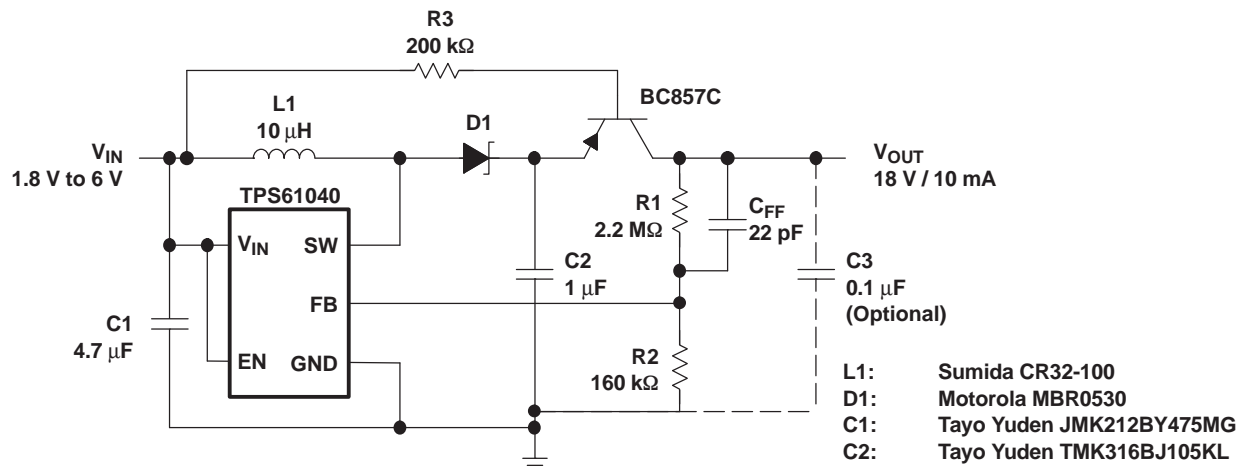 R3
200 kΩ
BC857C
L1
10 μH
D1
VIN
1.8 V to 6 V
VOUT
18 V / 10 mA
TPS61040
VIN
SW
R1
2.2 MΩ
CFF
22 pF
C2
1 μF
C3
0.1 μF
(Optional)
FB
C1
4.7 μF
EN
GND
R2
160 kΩ
L1: Sumida CR32-100
D1: Motorola MBR0530
C1: Tayo Yuden JMK212BY475MG
C2: Tayo Yuden TMK316BJ105KL